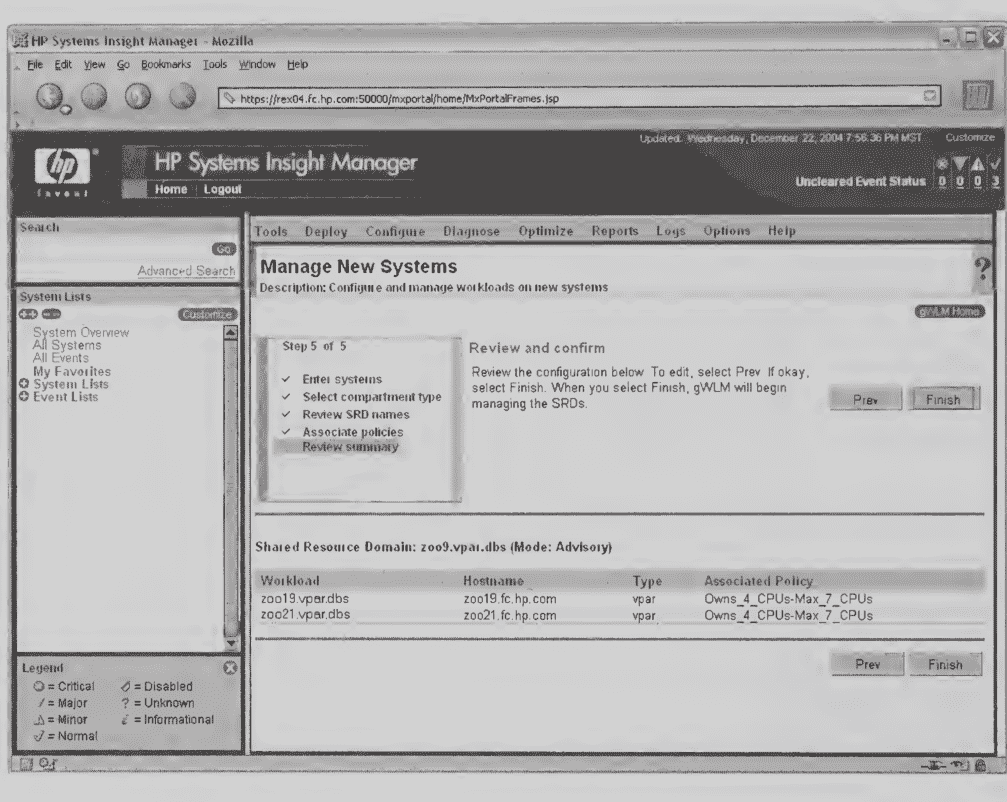 HP Systems Insight Manager - Mozilla
File Edit View Go Bookmarks Tools Window Help
https://rex04.fc.hp.com:50000/mxportal/home/MxPortalFrames.jsp
Updated: Wednesday, December 22, 2004 7:56:36 PM MST Customize
hp
invent
HP Systems Insight Manager
Home Logout
Uncleared Event Status 0 0 0 3
Search
Go
Advanced Search
System Lists
Customize
System Overview
All Systems
All Events
My Favorites
System Lists
Event Lists
Legend
= Critical = Disabled
= Major ? = Unknown
= Minor i = Informational
= Normal
Tools Deploy Configure Diagnose Optimize Reports Logs Options Help
Manage New Systems
?
Description: Configure and manage workloads on new systems
gWLM Home
Step 5 of 5
Enter systems
Select compartment type
Review SRD names
Associate policies
Review summary
Review and confirm
Review the configuration below To edit, select Prev If okay,
select Finish. When you select Finish, gWLM will begin
managing the SRDs.
Prev Finish
Shared Resource Domain: zoo9.vpar.dbs (Mode: Advisory)
Workload Hostname Type Associated Policy
zoo19.vpar.dbs zoo19.fc.hp.com vpar Owns_4_CPUs-Max_7_CPUs
zoo21.vpar.dbs zoo21.fc.hp.com vpar Owns_4_CPUs-Max_7_CPUs
Prev Finish